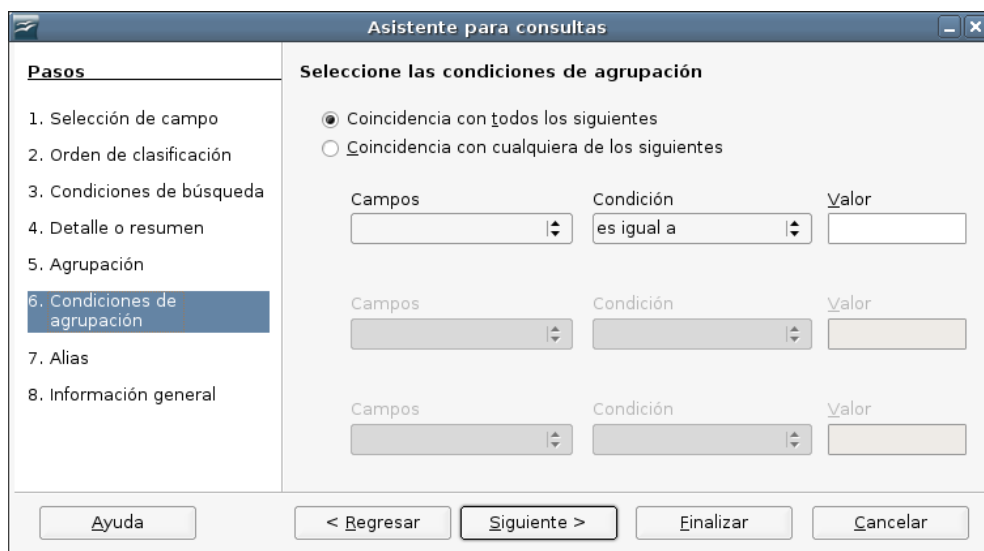 Asistente para consultas
Pasos
1. Selección de campo
2. Orden de clasificación
3. Condiciones de búsqueda
4. Detalle o resumen
5. Agrupación
6. Condiciones de
agrupación
7. Alias
8. Información general
Seleccione las condiciones de agrupación
Coincidencia con todos los siguientes
Coincidencia con cualquiera de los siguientes
Campos Condición Valor
es igual a
Campos Condición Valor
Campos Condición Valor
Ayuda < Regresar Siguiente > Finalizar Cancelar